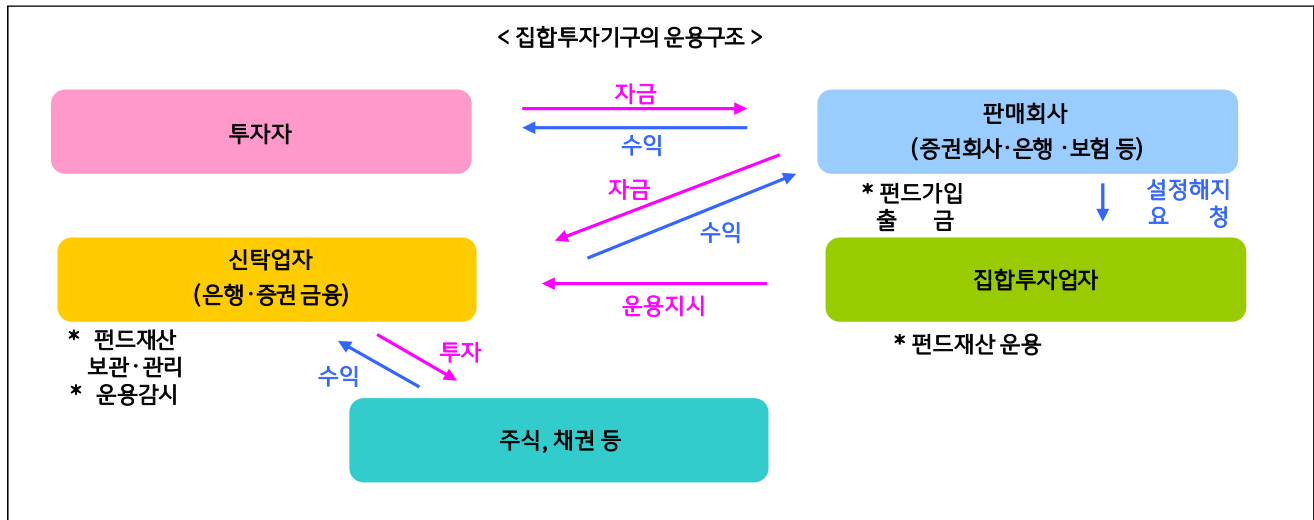 < 집합투자기구의 운용구조 >
투자자
자금
수익
판매회사
(증권회사·은행 ·보험 등)
자금
수익
* 펀드가입
출 금
설정해지
요 청
신탁업자
(은행·증권 금융)
운용지시
집합투자업자
* 펀드재산
보관·관리
* 운용감시
투자
수익
* 펀드재산 운용
주식, 채권 등